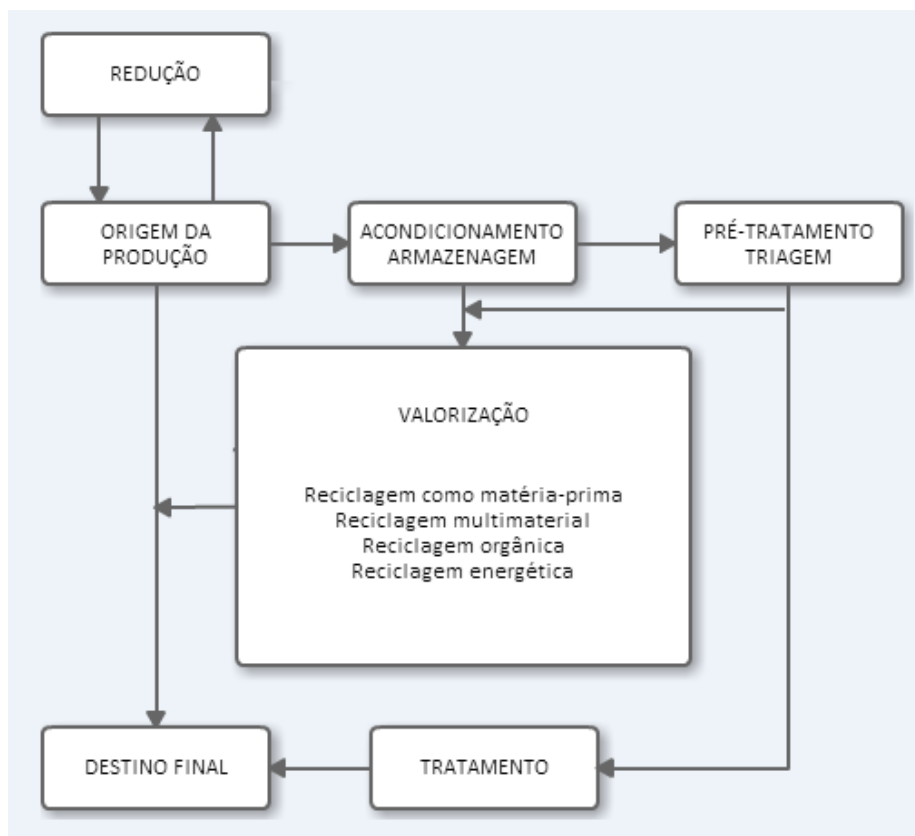 REDUÇÃO
ORIGEM DA
PRODUÇÃO
ACONDICIONAMENTO
ARMAZENAGEM
PRÉ-TRATAMENTO
TRIAGEM
VALORIZAÇÃO
Reciclagem como matéria-prima
Reciclagem multimaterial
Reciclagem orgânica
Reciclagem energética
DESTINO FINAL
TRATAMENTO